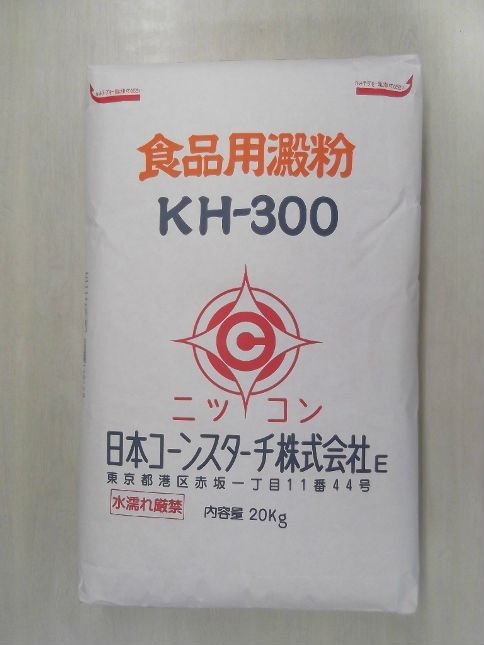 食品用澱粉
KH-300
C
ニッコン
日本コーンスターチ株式会社E
東京都港区赤坂一丁目11番44号
水濡れ厳禁
内容量 20Kg